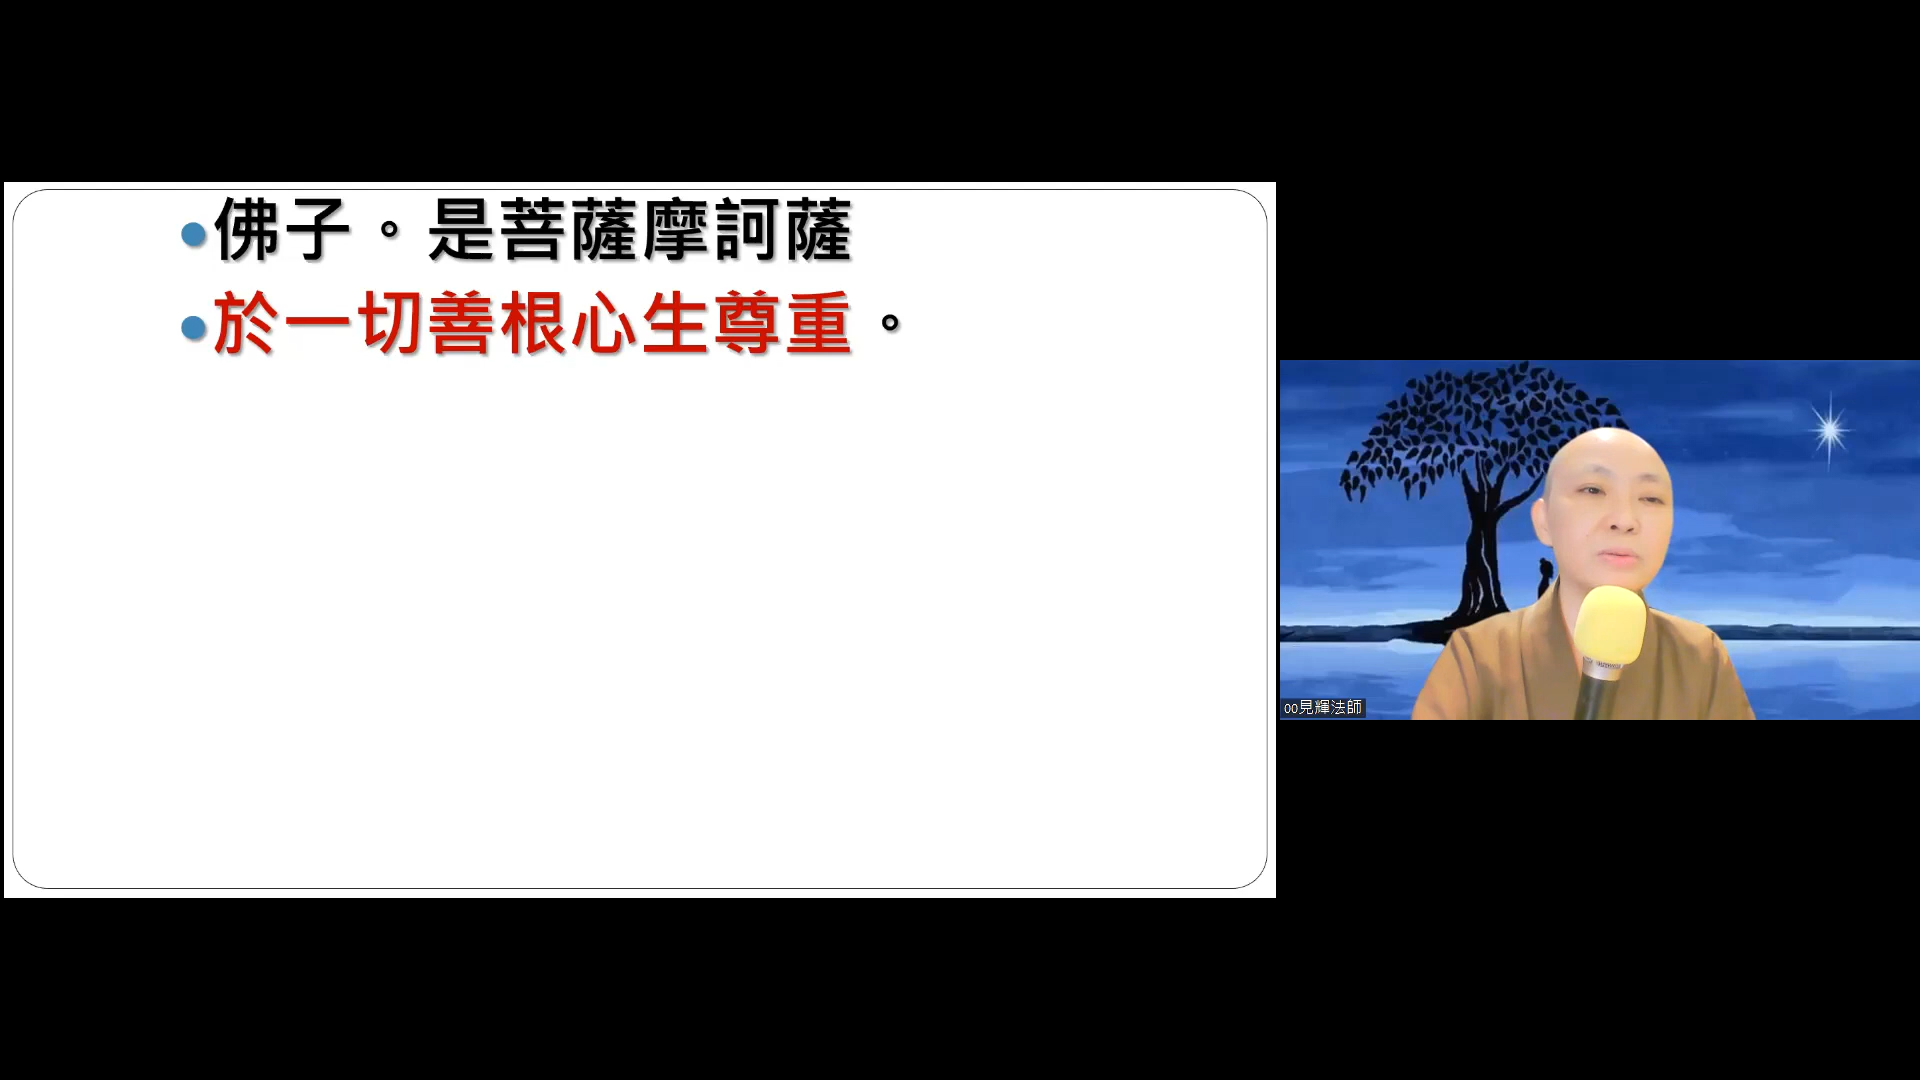 •佛子。是菩薩摩訶薩
•於一切善根心生尊重。
00見輝法師